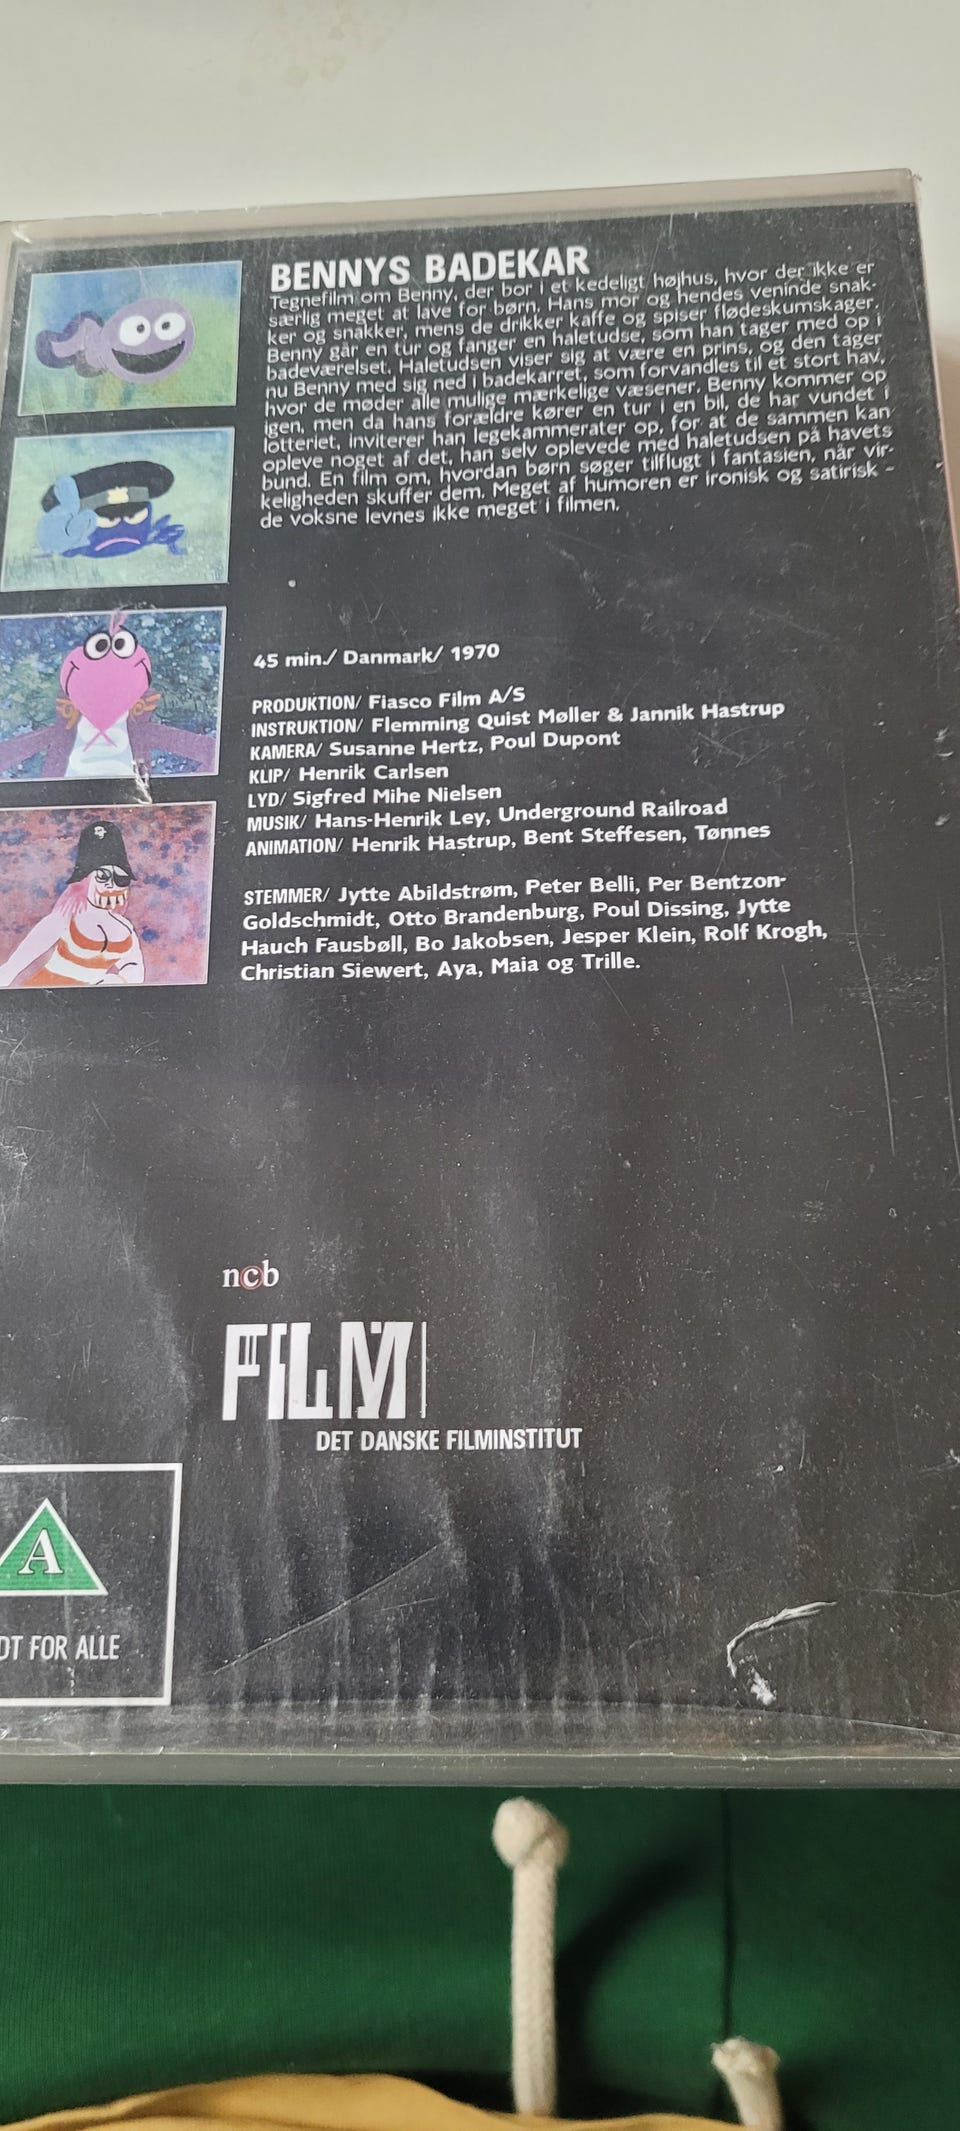 BENNYS BADEKAR
Tegnefilm om Benny, der bor i et kedeligt højhus, hvor der ikke er
særlig meget at lave for børn. Hans mor og hendes veninde snak-
ker og snakker, mens de drikker kaffe og spiser flødeskumskager.
Benny går en tur og fanger en haletudse, som han tager med op i
badeværelset. Haletudsen viser sig at være en prins, og den tager
nu Benny med sig ned i badekarret, som forvandles til et stort hav,
hvor de møder alle mulige mærkelige væsener. Benny kommer op
igen, men da hans forældre kører en tur i en bil, de har vundet i
lotteriet, inviterer han legekammerater op, for at de sammen kan
opleve noget af det, han selv oplevede med haletudsen på havets
bund. En film om, hvordan børn søger tilflugt i fantasien, når vir-
keligheden skuffer dem. Meget af humoren er ironisk og satirisk -
de voksne levnes ikke meget i filmen.
45 min./ Danmark/ 1970
PRODUKTION/ Fiasco Film A/S
INSTRUKTION/ Flemming Quist Møller & Jannik Hastrup
KAMERA/ Susanne Hertz, Poul Dupont
KLIP/ Henrik Carlsen
LYD/ Sigfred Mihe Nielsen
MUSIK/ Hans-Henrik Ley, Underground Railroad
ANIMATION/ Henrik Hastrup, Bent Steffesen, Tønnes
STEMMER/ Jytte Abildstrøm, Peter Belli, Per Bentzon-
Goldschmidt, Otto Brandenburg, Poul Dissing, Jytte
Hauch Fausbøll, Bo Jakobsen, Jesper Klein, Rolf Krogh,
Christian Siewert, Aya, Maia og Trille.
ncb
FILM
DET DANSKE FILMINSTITUT
A
DT FOR ALLE